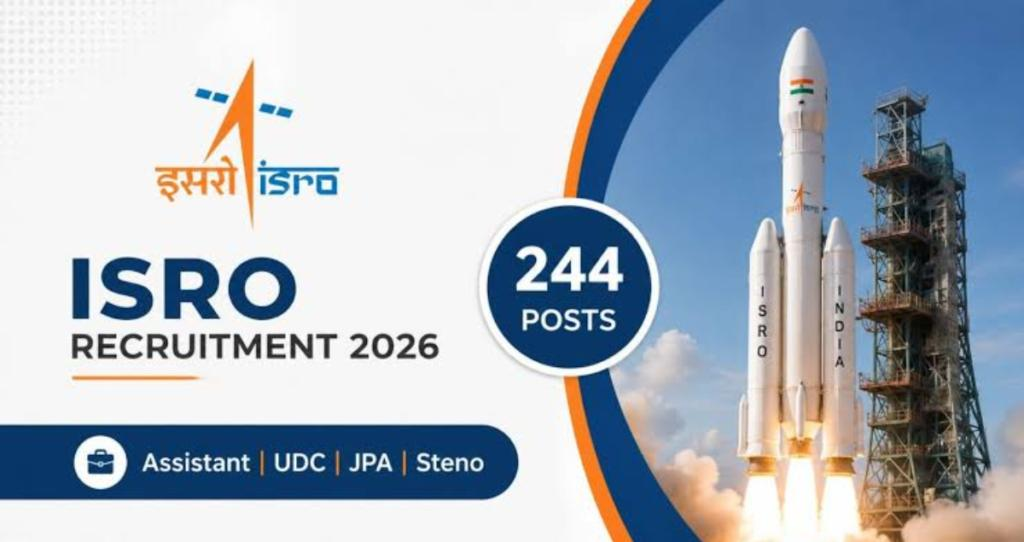 इसरो isro
ISRO
RECRUITMENT 2026
244
POSTS
Assistant | UDC | JPA | Steno
ISRO
INDIA